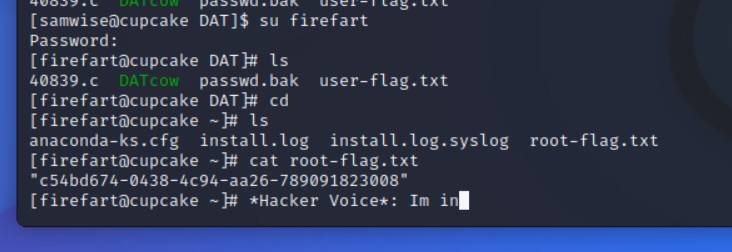 40839.c DATcow passwd.bak user-flag.txt
[samwise@cupcake DAT]$ su firefart
Password:
[firefart@cupcake DAT]# ls
40839.c DATcow passwd.bak user-flag.txt
[firefart@cupcake DAT]# cd
[firefart@cupcake ~]# ls
anaconda-ks.cfg install.log install.log.syslog root-flag.txt
[firefart@cupcake ~]# cat root-flag.txt
"c54bd674-0438-4c94-aa26-789091823008"
[firefart@cupcake ~]# *Hacker Voice*: Im in